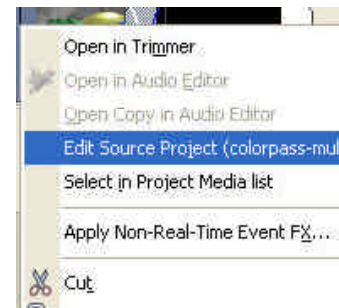 Open in Trimmer
Open in Audio Editor
Open Copy in Audio Editor
Edit Source Project (colorpass-mul
Select in Project Media list
Apply Non-Real-Time Event FX...
Cut